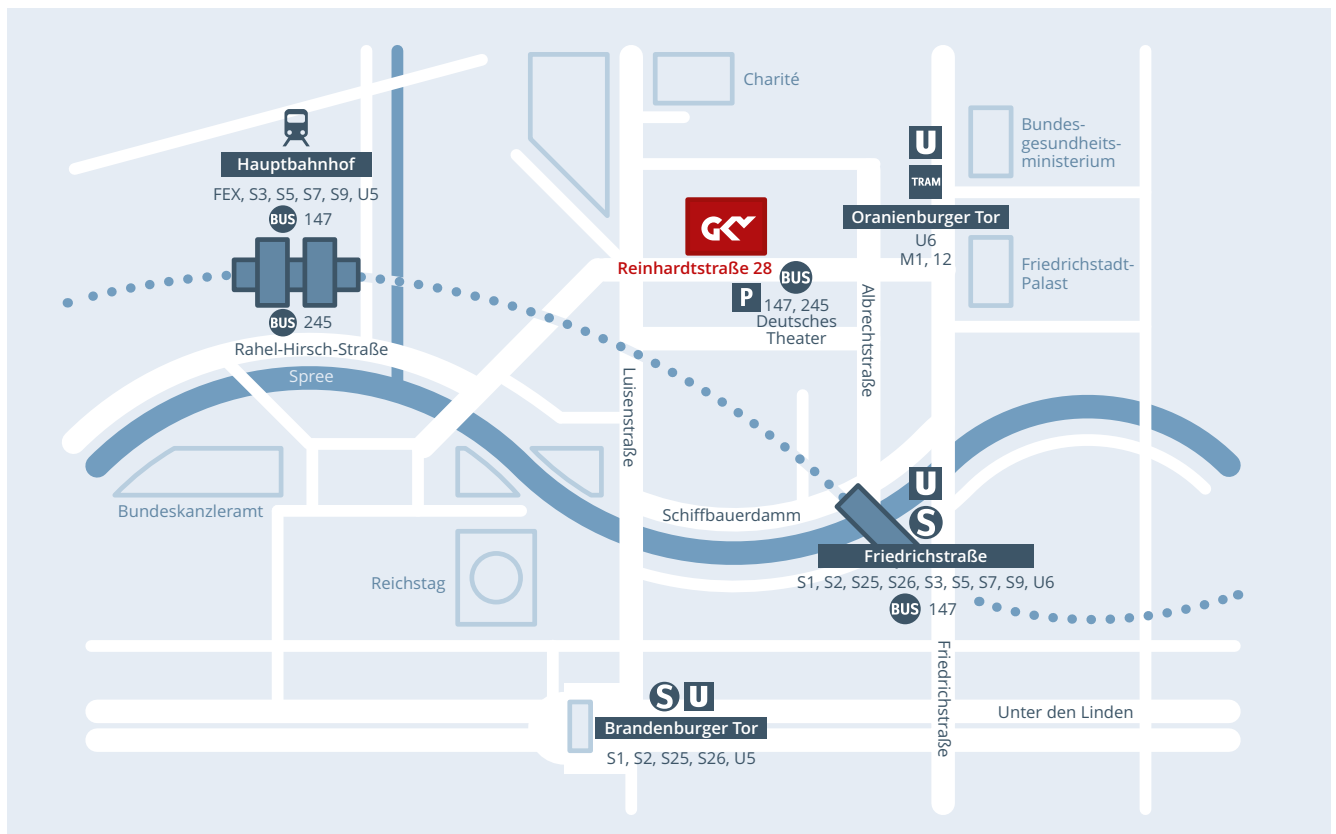 Charité
Bundes-
gesundheits-
ministerium
U
TRAM
Hauptbahnhof
FEX, S3, S5, S7, S9, U5
BUS 147
GKV
Oranienburger Tor
U6
M1, 12
Reinhardtstraße 28
BUS
P
147, 245
Deutsches
Theater
Friedrichstadt-
Palast
Albrechtstraße
BUS 245
Rahel-Hirsch-Straße
Spree
Luisenstraße
Bundeskanzleramt
Schiffbauerdamm
U
S
Friedrichstraße
S1, S2, S25, S26, S3, S5, S7, S9, U6
BUS 147
Reichstag
Friedrichstraße
S U
Brandenburger Tor
S1, S2, S25, S26, U5
Unter den Linden